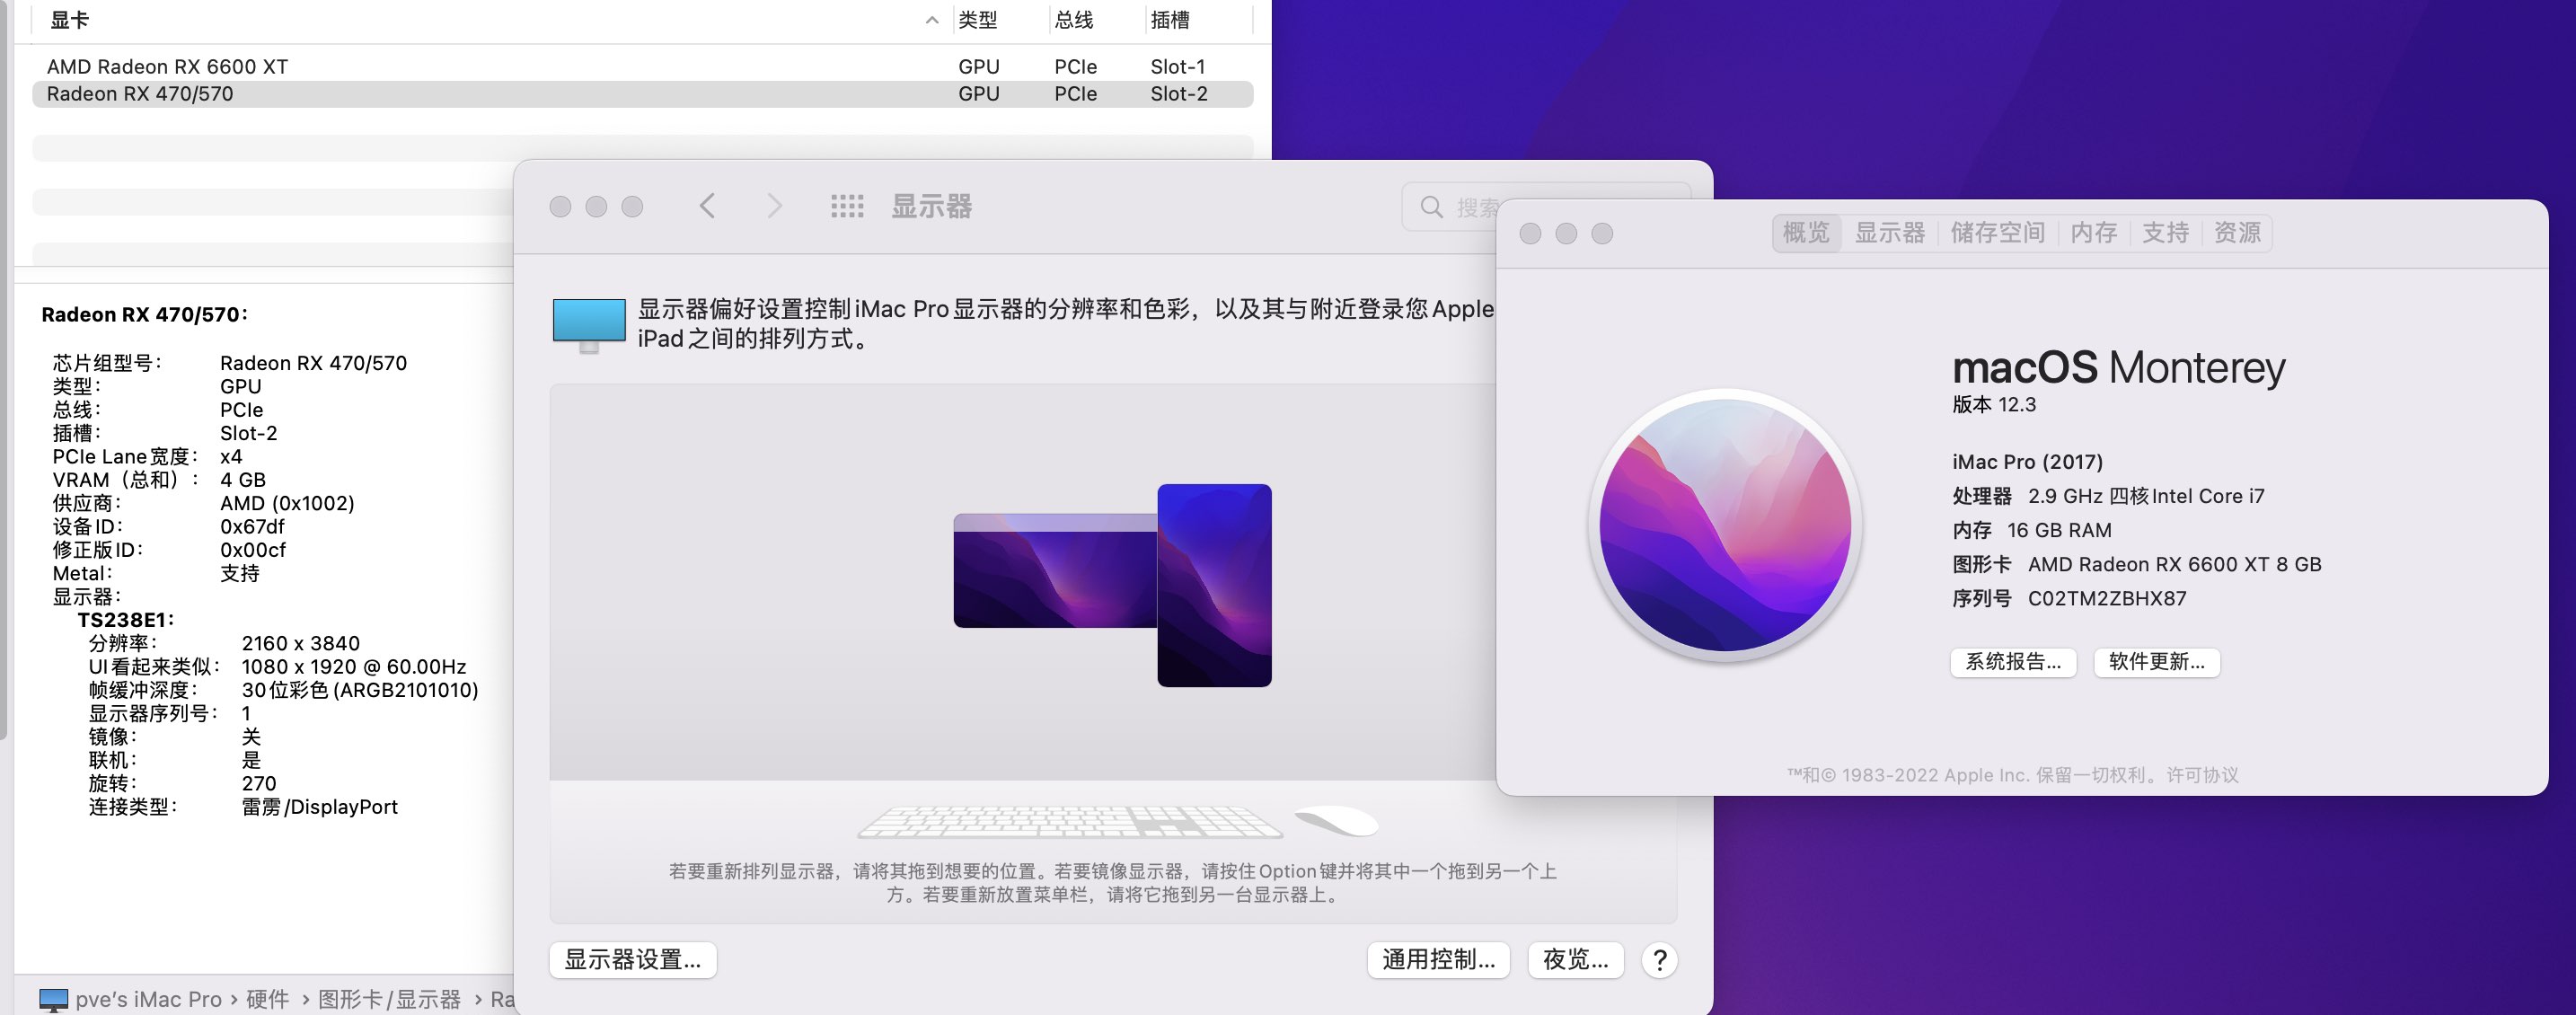 显卡 类型 总线 插槽
AMD Radeon RX 6600 XT GPU PCIe Slot-1
Radeon RX 470/570 GPU PCIe Slot-2
Radeon RX 470/570：
芯片组型号： Radeon RX 470/570
类型： GPU
总线： PCIe
插槽： Slot-2
PCIe Lane宽度： x4
VRAM（总和）： 4 GB
供应商： AMD (0x1002)
设备ID： 0x67df
修正版ID： 0x00cf
Metal： 支持
显示器：
TS238E1：
分辨率： 2160 x 3840
UI看起来类似： 1080 x 1920 @ 60.00Hz
帧缓冲深度： 30位彩色 (ARGB2101010)
显示器序列号： 1
镜像： 关
联机： 是
旋转： 270
连接类型： 雷雳/DisplayPort
pve's iMac Pro › 硬件 › 图形卡/显示器 › Ra
显示器
搜索
显示器偏好设置控制iMac Pro显示器的分辨率和色彩，以及其与附近登录您Apple
iPad之间的排列方式。
若要重新排列显示器，请将其拖到想要的位置。若要镜像显示器，请按住Option键并将其中一个拖到另一个上
方。若要重新放置菜单栏，请将它拖到另一台显示器上。
显示器设置... 通用控制... 夜览... ?
概览 显示器 储存空间 内存 支持 资源
macOS Monterey
版本 12.3
iMac Pro (2017)
处理器 2.9 GHz 四核Intel Core i7
内存 16 GB RAM
图形卡 AMD Radeon RX 6600 XT 8 GB
序列号 C02TM2ZBHX87
系统报告... 软件更新...
™和© 1983-2022 Apple Inc. 保留一切权利。许可协议